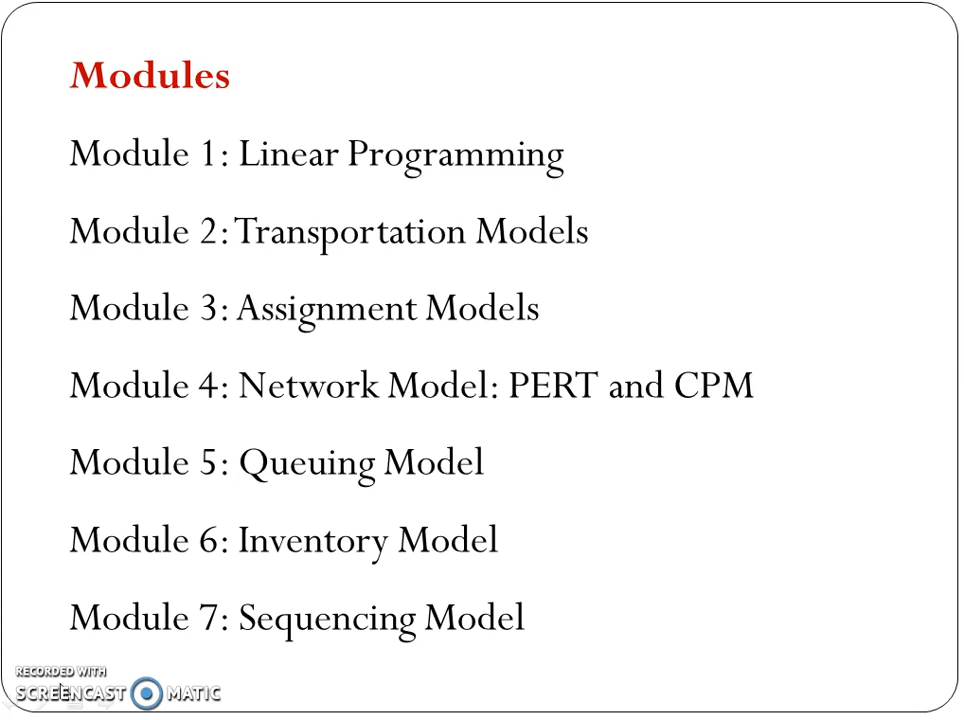 Modules
Module 1: Linear Programming
Module 2: Transportation Models
Module 3: Assignment Models
Module 4: Network Model: PERT and CPM
Module 5: Queuing Model
Module 6: Inventory Model
Module 7: Sequencing Model
RECORDED WITH
SCREENCAST MATIC